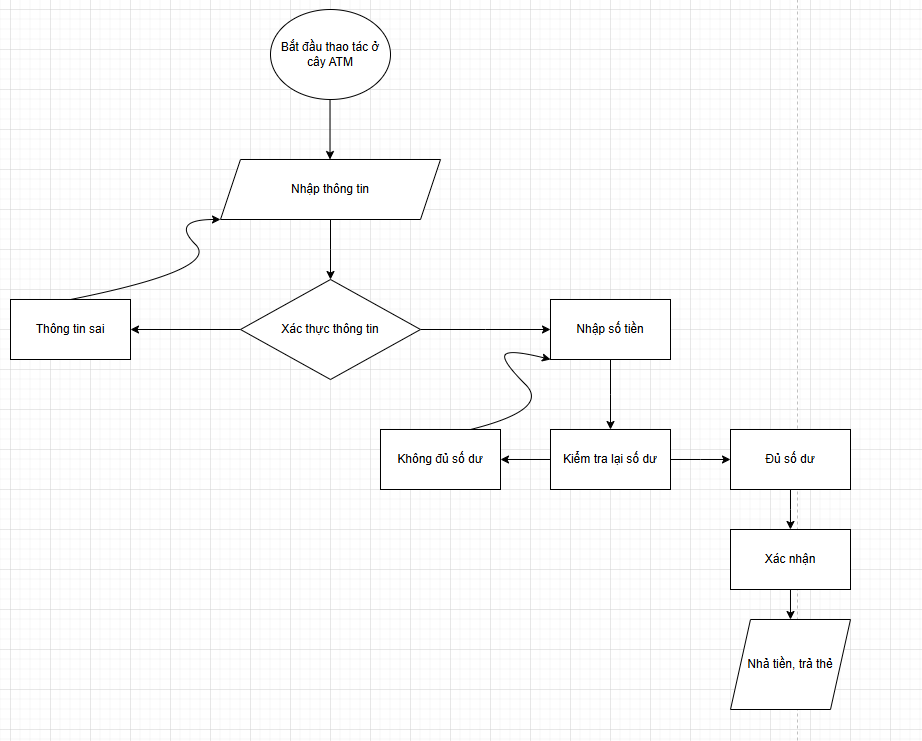 Bắt đầu thao tác ở
cây ATM
Nhập thông tin
Thông tin sai
Xác thực thông tin
Nhập số tiền
Không đủ số dư
Kiểm tra lại số dư
Đủ số dư
Xác nhận
Nhả tiền, trả thẻ